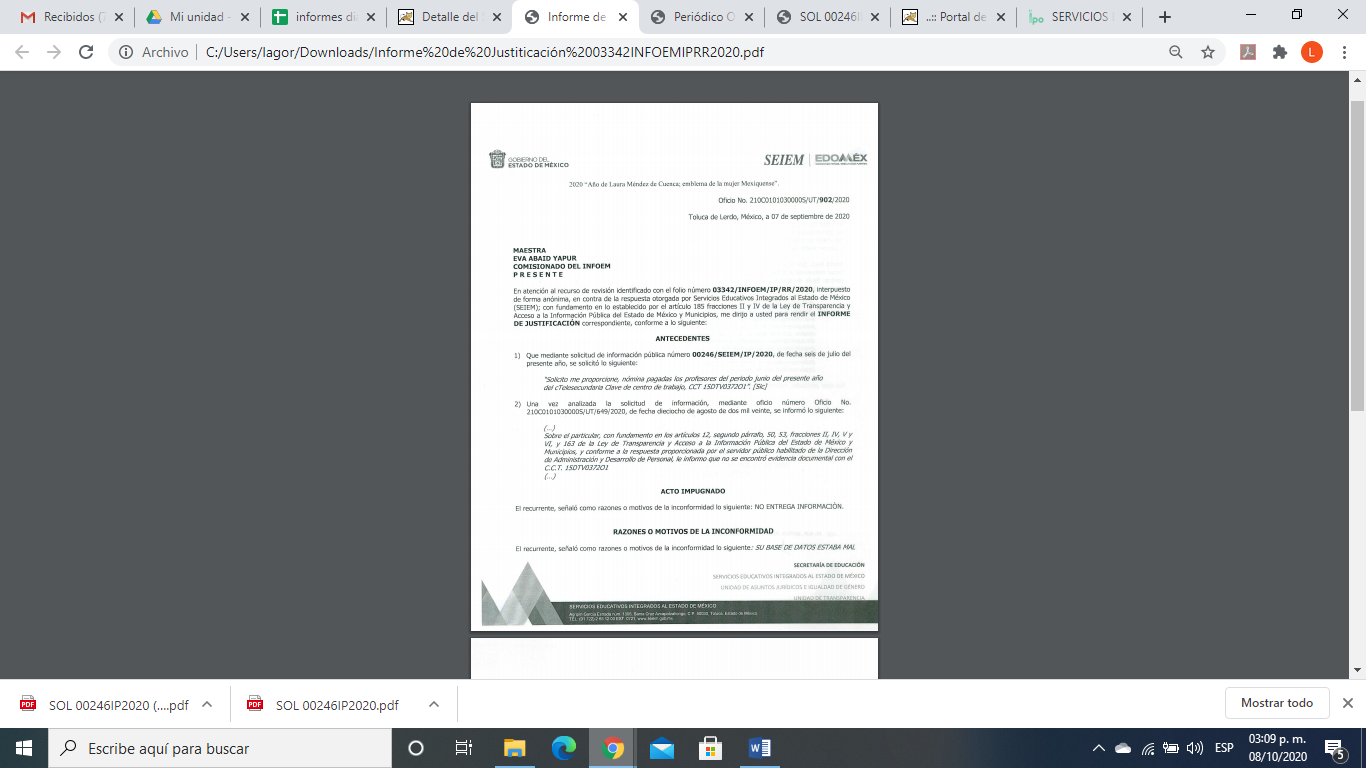 Recibidos (7
Mi unidad -
informes di
Detalle del
Informe de
Periódico O
SOL 00246I
..:: Portal de
ipo SERVICIOS
Archivo C:/Users/lagor/Downloads/Informe%20de%20Justiticación%2003342INFOEMIPRR2020.pdf
L
GOBIERNO DEL
ESTADO DE MÉXICO
SEIEM EDOMÉX
2020 “Año de Laura Méndez de Cuenca; emblema de la mujer Mexiquense”.
Oficio No. 210C0101030000S/UT/902/2020
Toluca de Lerdo, México, a 07 de septiembre de 2020
MAESTRA
EVA ABAID YAPUR
COMISIONADO DEL INFOEM
P R E S E N T E
En atención al recurso de revisión identificado con el folio número 03342/INFOEM/IP/RR/2020, interpuesto
de forma anónima, en contra de la respuesta otorgada por Servicios Educativos Integrados al Estado de México
(SEIEM); con fundamento en lo establecido por el artículo 185 fracciones II y IV de la Ley de Transparencia y
Acceso a la Información Pública del Estado de México y Municipios, me dirijo a usted para rendir el INFORME
DE JUSTIFICACIÓN correspondiente, conforme a lo siguiente:
ANTECEDENTES
1) Que mediante solicitud de información pública número 00246/SEIEM/IP/2020, de fecha seis de julio del
presente año, se solicitó lo siguiente:
"Solicito me proporcione, nómina pagadas los profesores del periodo junio del presente año
del cTelesecundaria Clave de centro de trabajo, CCT 15DTV0372O1". [Sic]
2) Una vez analizada la solicitud de información, mediante oficio número Oficio No.
210C0101030000S/UT/649/2020, de fecha dieciocho de agosto de dos mil veinte, se informó lo siguiente:
(...)
Sobre el particular, con fundamento en los artículos 12, segundo párrafo, 50, 53, fracciones II, IV, V y
VI, y 163 de la Ley de Transparencia y Acceso a la Información Pública del Estado de México y
Municipios, y conforme a la respuesta proporcionada por el servidor público habilitado de la Dirección
de Administración y Desarrollo de Personal, le informo que no se encontró evidencia documental con el
C.C.T. 15DTV0372O1
(...)
ACTO IMPUGNADO
El recurrente, señaló como razones o motivos de la inconformidad lo siguiente: NO ENTREGA INFORMACIÓN.
RAZONES O MOTIVOS DE LA INCONFORMIDAD
El recurrente, señaló como razones o motivos de la inconformidad lo siguiente: SU BASE DE DATOS ESTABA MAL
SECRETARÍA DE EDUCACIÓN
SERVICIOS EDUCATIVOS INTEGRADOS AL ESTADO DE MÉXICO
UNIDAD DE ASUNTOS JURÍDICOS E IGUALDAD DE GÉNERO
UNIDAD DE TRANSPARENCIA
SERVICIOS EDUCATIVOS INTEGRADOS AL ESTADO DE MÉXICO
SOL 00246IP2020 (....pdf
SOL 00246IP2020.pdf
Mostrar todo
Escribe aquí para buscar
ESP
03:09 p. m.
08/10/2020
5